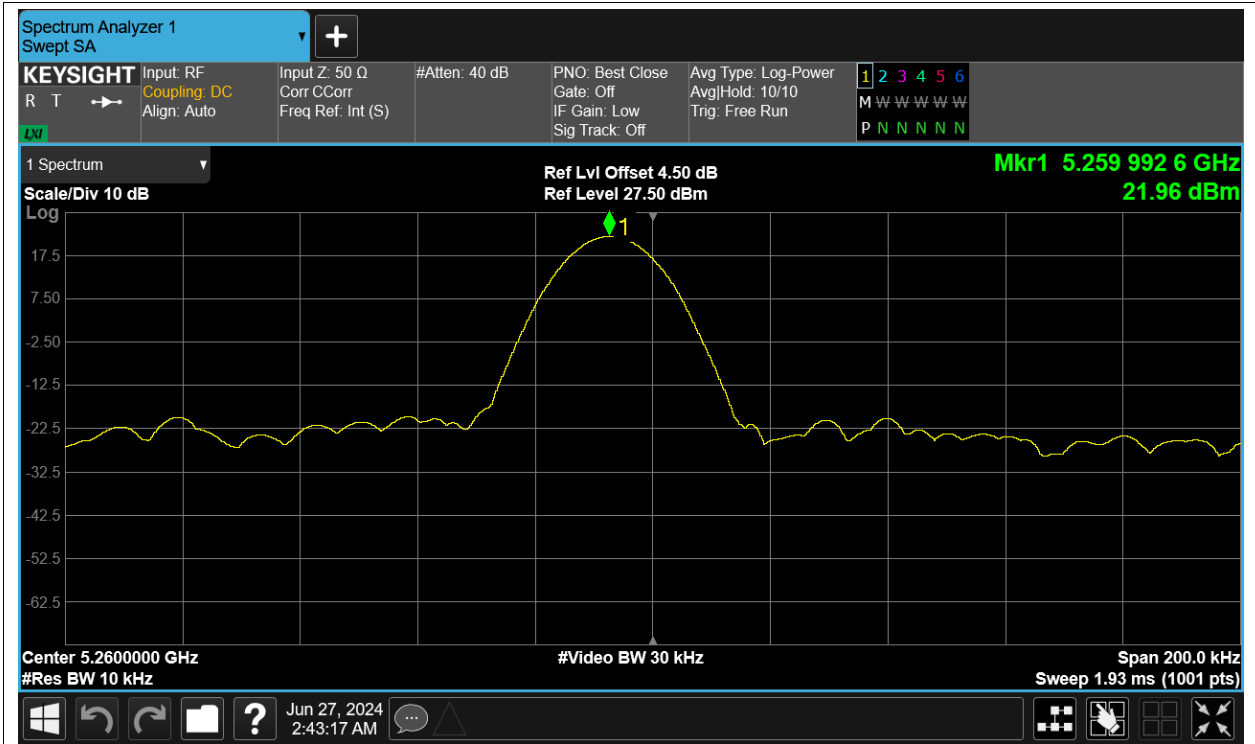 Spectrum Analyzer 1
Swept SA
KEYSIGHT
R T
LXI
Input: RF
Coupling: DC
Align: Auto
Input Z: 50 Ω
Corr CCorr
Freq Ref: Int (S)
#Atten: 40 dB
PNO: Best Close
Gate: Off
IF Gain: Low
Sig Track: Off
Avg Type: Log-Power
Avg|Hold: 10/10
Trig: Free Run
1 2 3 4 5 6
M W W W W W
P N N N N N
1 Spectrum
Scale/Div 10 dB
Log
Ref Lvl Offset 4.50 dB
Ref Level 27.50 dBm
Mkr1 5.259 992 6 GHz
21.96 dBm
1
17.5
7.50
-2.50
-12.5
-22.5
-32.5
-42.5
-52.5
-62.5
Center 5.2600000 GHz
#Res BW 10 kHz
#Video BW 30 kHz
Span 200.0 kHz
Sweep 1.93 ms (1001 pts)
?
Jun 27, 2024
2:43:17 AM